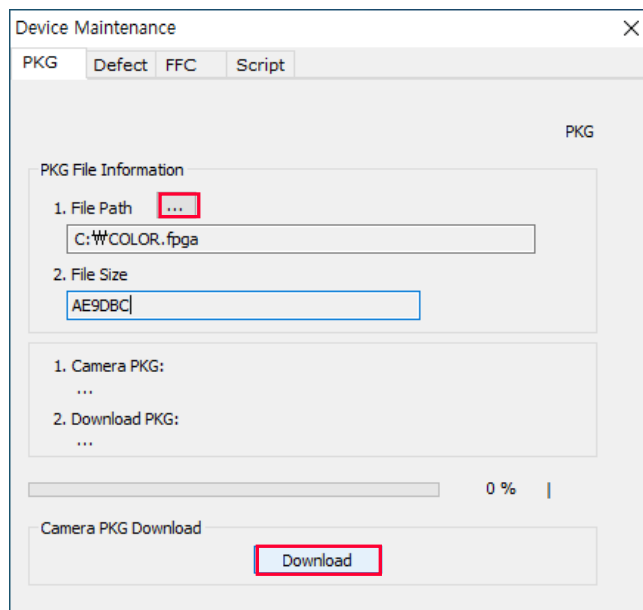 Device Maintenance
PKG Defect FFC Script
PKG
PKG File Information
1. File Path ...
C:₩COLOR.fpga
2. File Size
AE9DBC
1. Camera PKG:
...
2. Download PKG:
...
0 %
Camera PKG Download
Download